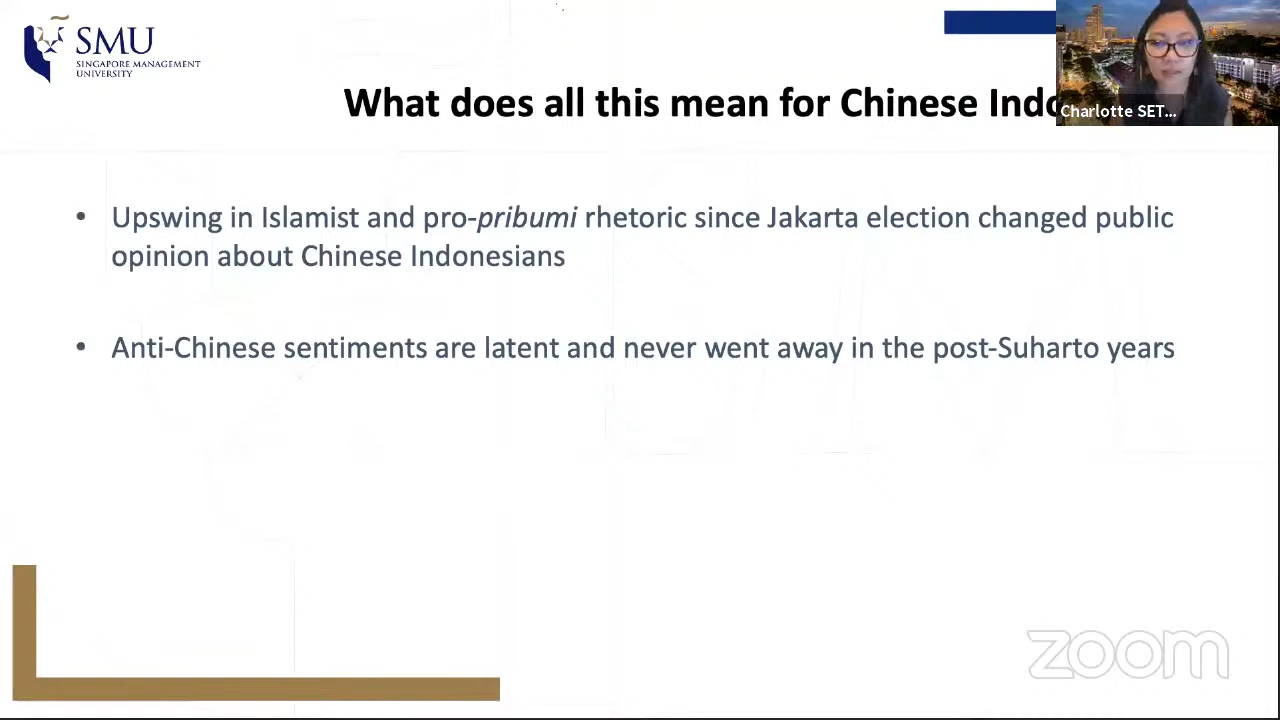 SMU
SINGAPORE MANAGEMENT
UNIVERSITY
What does all this mean for Chinese Indo
Charlotte SET...
• Upswing in Islamist and pro-pribumi rhetoric since Jakarta election changed public
opinion about Chinese Indonesians
• Anti-Chinese sentiments are latent and never went away in the post-Suharto years
zoom